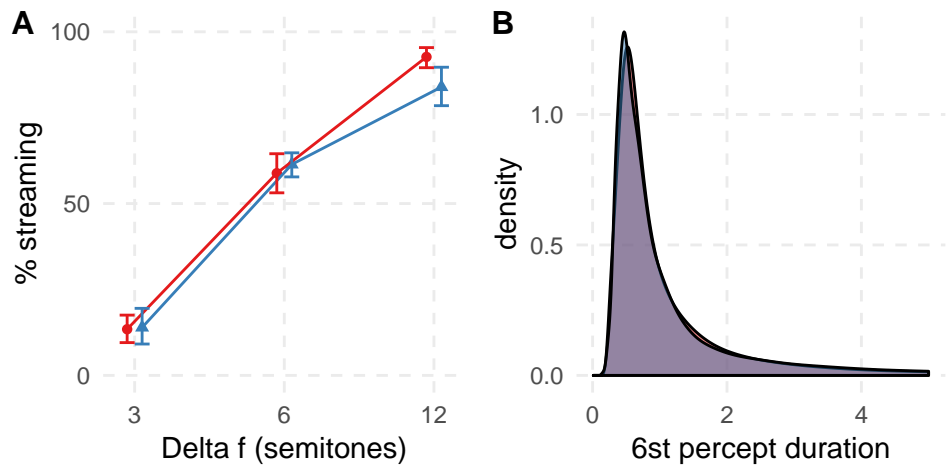 A
100
50
0
% streaming
3
6
12
Delta f (semitones)
B
1.0
0.5
0.0
density
0
2
4
6st percept duration